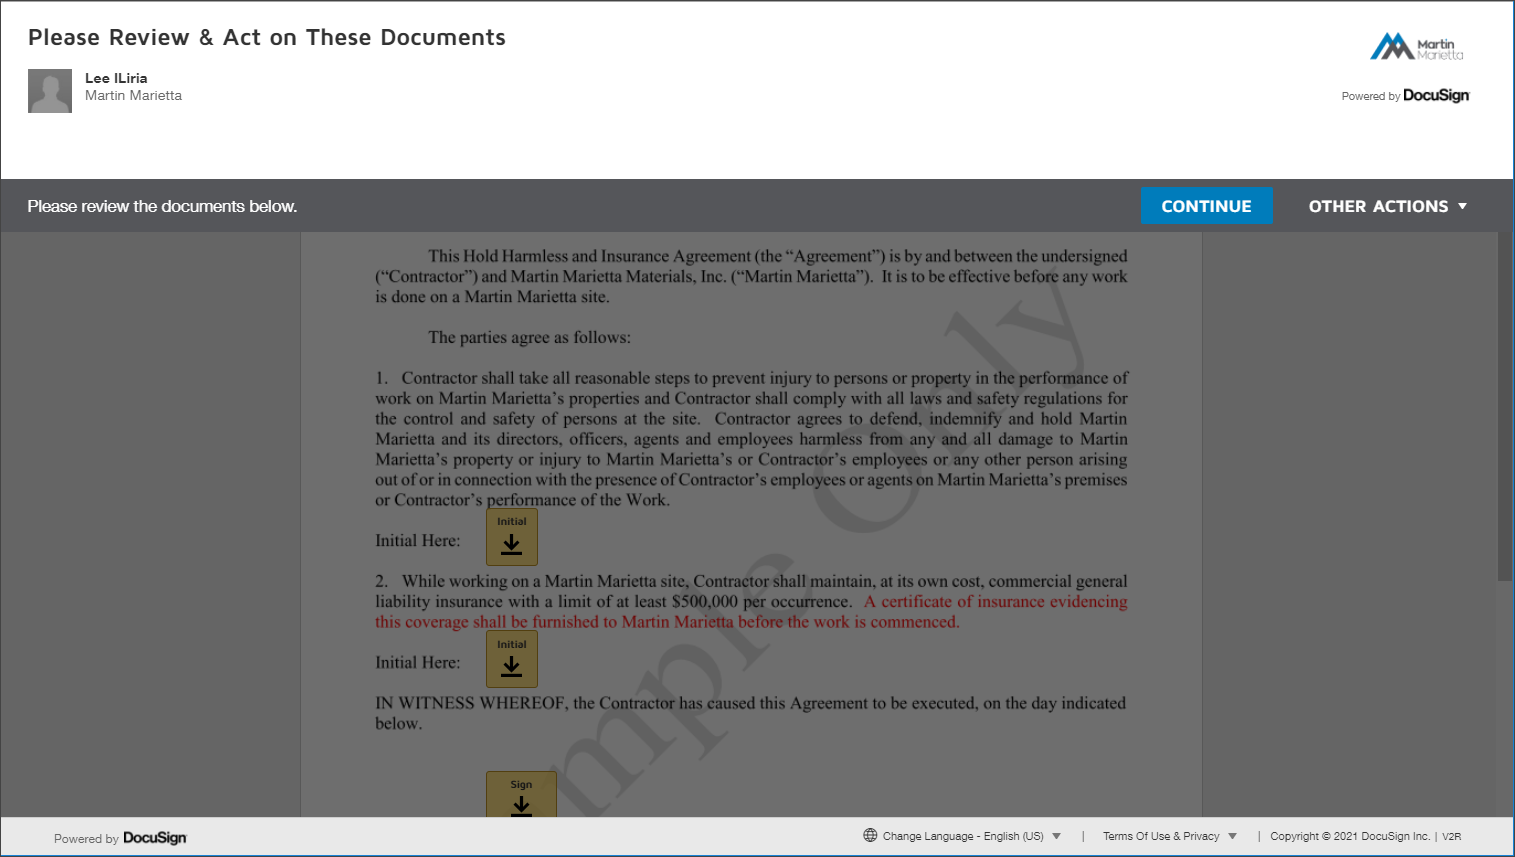 Please Review & Act on These Documents
Lee ILiria
Martin Marietta
Martin
Marietta
Powered by DocuSign
Please review the documents below.
CONTINUE
OTHER ACTIONS
This Hold Harmless and Insurance Agreement (the “Agreement”) is by and between the undersigned
(“Contractor”) and Martin Marietta Materials, Inc. (“Martin Marietta”). It is to be effective before any work
is done on a Martin Marietta site.
The parties agree as follows:
1. Contractor shall take all reasonable steps to prevent injury to persons or property in the performance of
work on Martin Marietta’s properties and Contractor shall comply with all laws and safety regulations for
the control and safety of persons at the site. Contractor agrees to defend, indemnify and hold Martin
Marietta and its directors, officers, agents and employees harmless from any and all damage to Martin
Marietta’s property or injury to Martin Marietta’s or Contractor’s employees or any other person arising
out of or in connection with the presence of Contractor’s employees or agents on Martin Marietta’s premises
or Contractor’s performance of the Work.
Initial
Initial Here:
2. While working on a Martin Marietta site, Contractor shall maintain, at its own cost, commercial general
liability insurance with a limit of at least $500,000 per occurrence. A certificate of insurance evidencing
this coverage shall be furnished to Martin Marietta before the work is commenced.
Initial
Initial Here:
IN WITNESS WHEREOF, the Contractor has caused this Agreement to be executed, on the day indicated
below.
Sign
mple Only
Powered by DocuSign
Change Language - English (US) | Terms Of Use & Privacy | Copyright © 2021 DocuSign Inc. | V2R